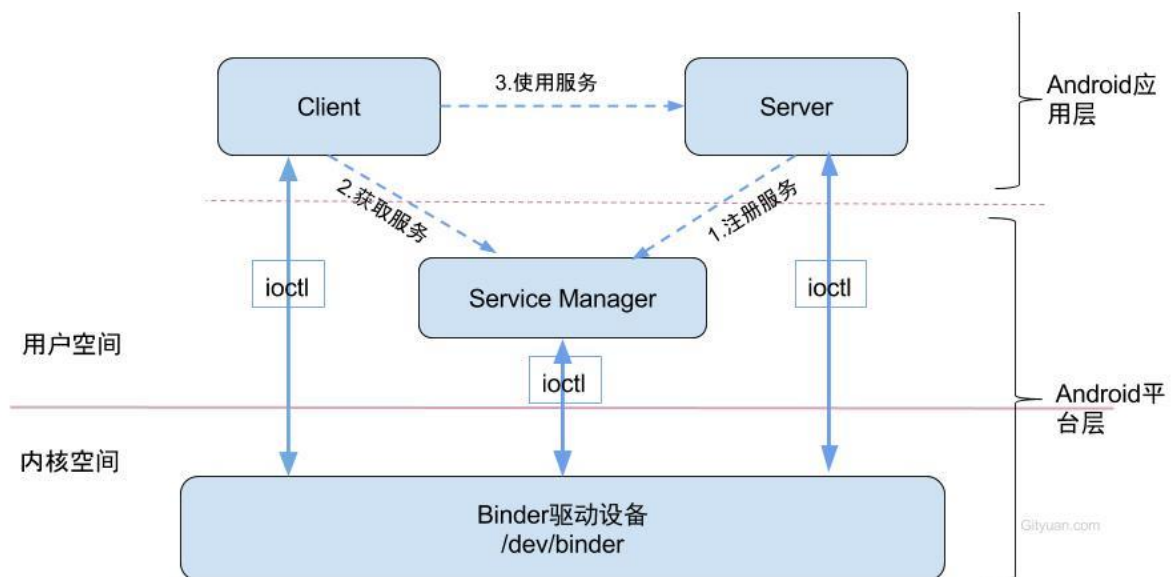 3.使用服务
Client
Server
Android应
用层
2.获取服务
1.注册服务
ioctl
Service Manager
ioctl
用户空间
ioctl
Android平
台层
内核空间
Binder驱动设备
/dev/binder
Gityuan.com